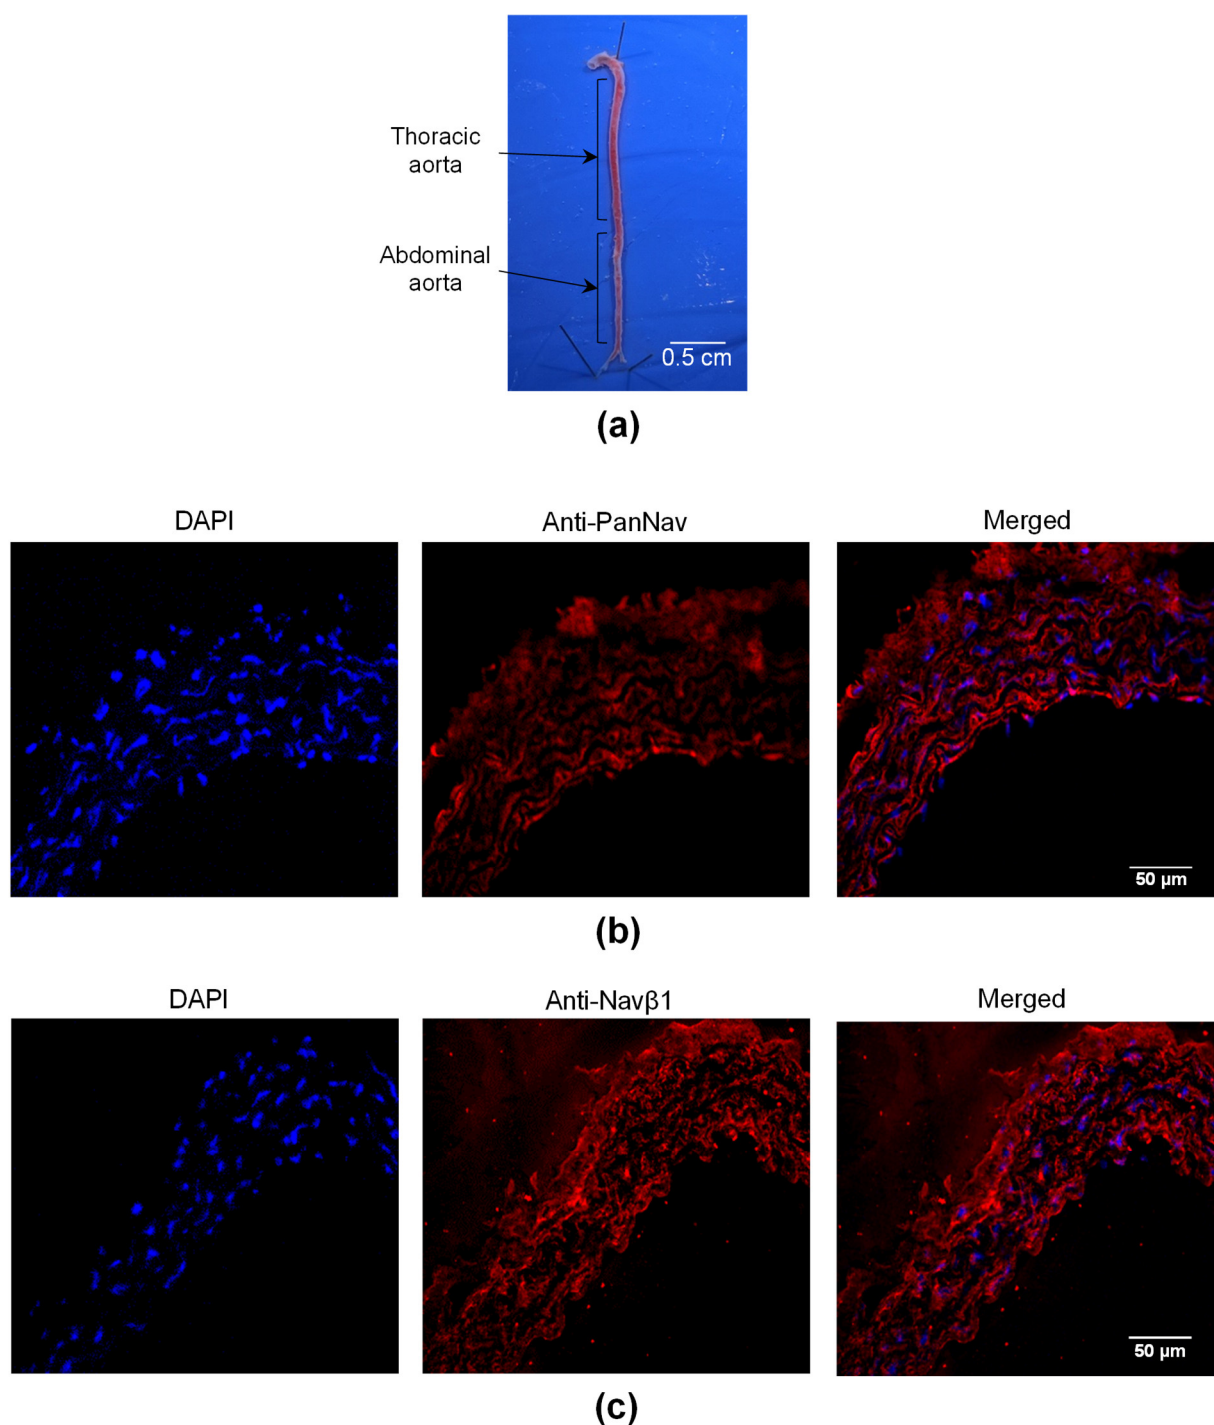 Thoracic
aorta
Abdominal
aorta
0.5 cm
(a)
DAPI
Anti-PanNav
Merged
50 µm
(b)
DAPI
Anti-Navβ1
Merged
50 µm
(c)